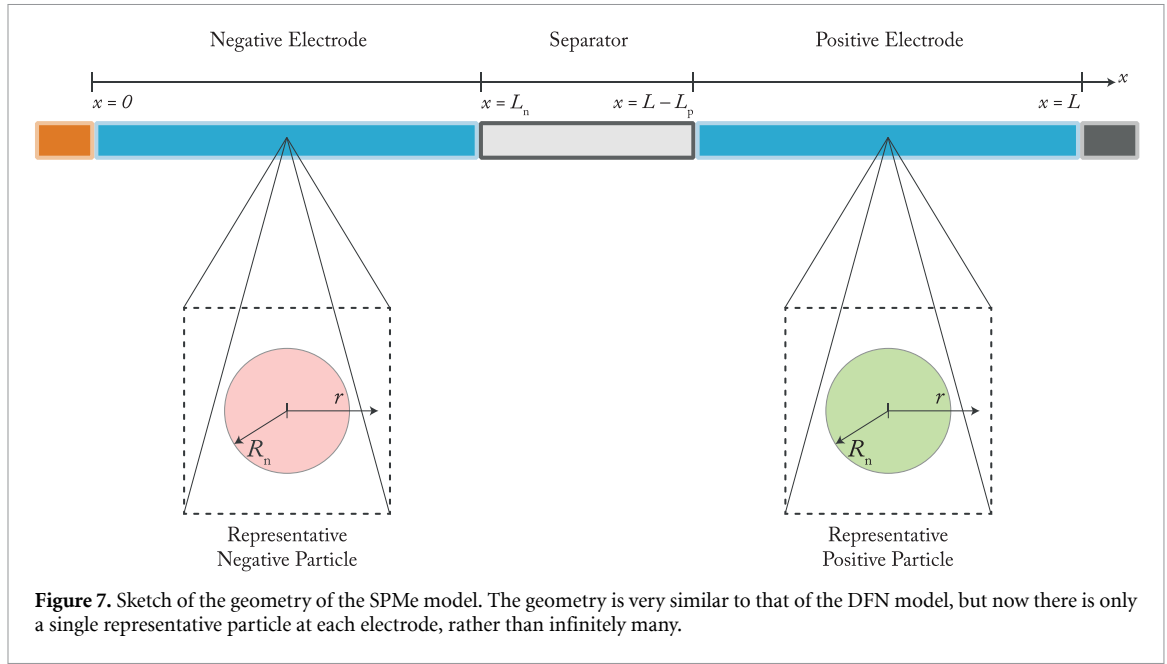 Negative Electrode Separator Positive Electrode
x
x = 0 x = Lₙ x = L – Lₚ x = L
r r
Rₙ Rₙ
Representative Representative
Negative Particle Positive Particle
Figure 7. Sketch of the geometry of the SPMe model. The geometry is very similar to that of the DFN model, but now there is only
a single representative particle at each electrode, rather than infinitely many.